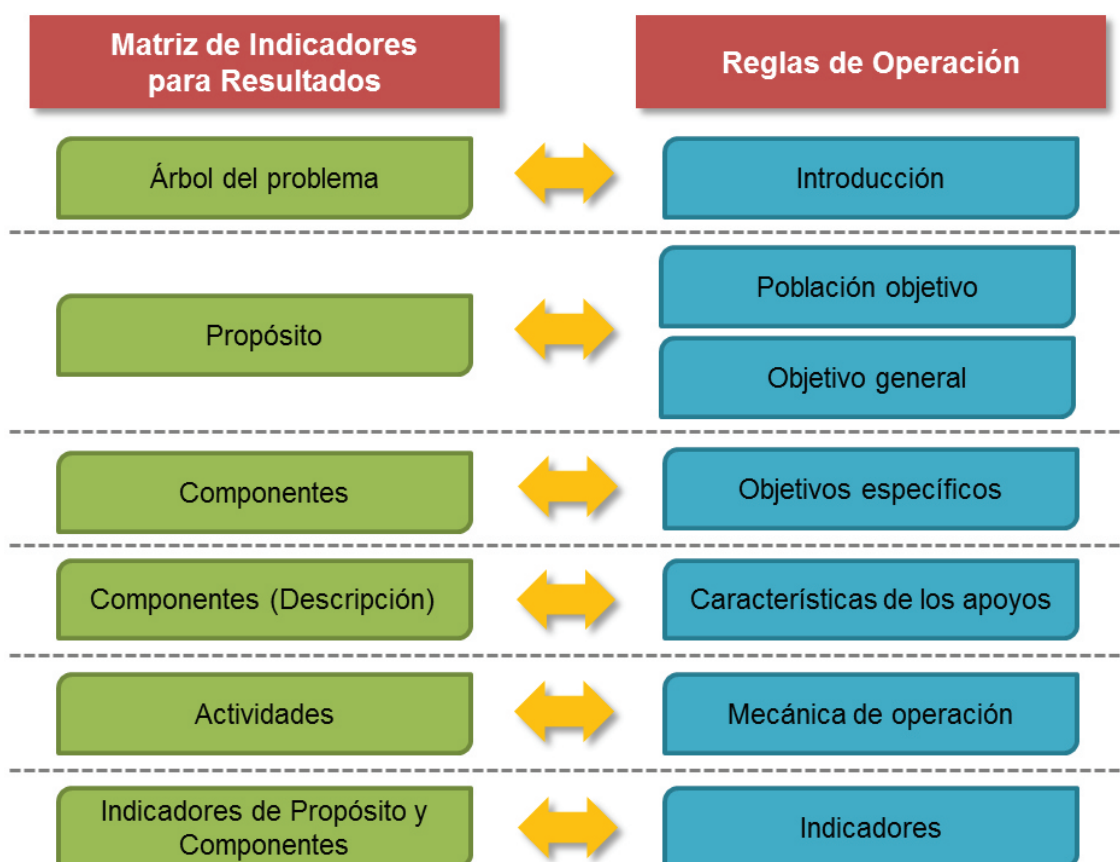 Matriz de Indicadores
para Resultados
Reglas de Operación
Árbol del problema
Introducción
Propósito
Población objetivo
Objetivo general
Componentes
Objetivos específicos
Componentes (Descripción)
Características de los apoyos
Actividades
Mecánica de operación
Indicadores de Propósito y
Componentes
Indicadores